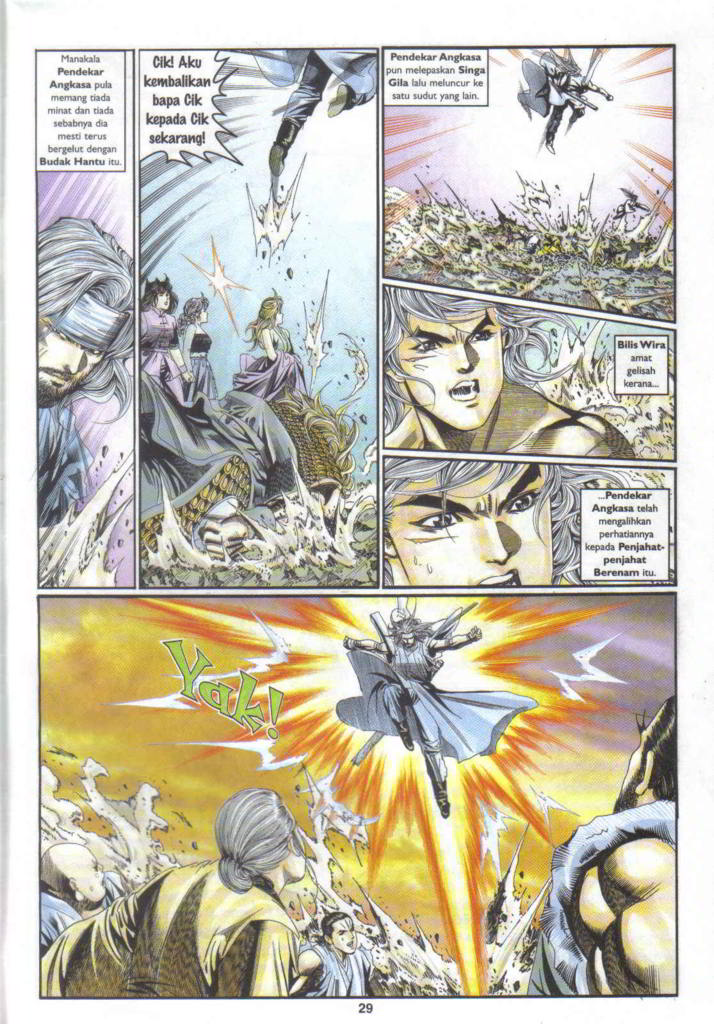 Manakala
Pendekar
Angkasa pula
memang tiada
minat dan tiada
sebabnya dia
mesti terus
bergelut dengan
Budak Hantu itu.
Cik! Aku
kembalikan
bapa Cik
kepada Cik
sekarang!
Pendekar Angkasa
pun melepaskan Singa
Gila lalu meluncur ke
satu sudut yang lain.
Bilis Wira
amat
gelisah
kerana...
...Pendekar
Angkasa telah
mengalihkan
perhatiannya
kepada Penjahat-
penjahat
Berenam itu.
Yak!
29